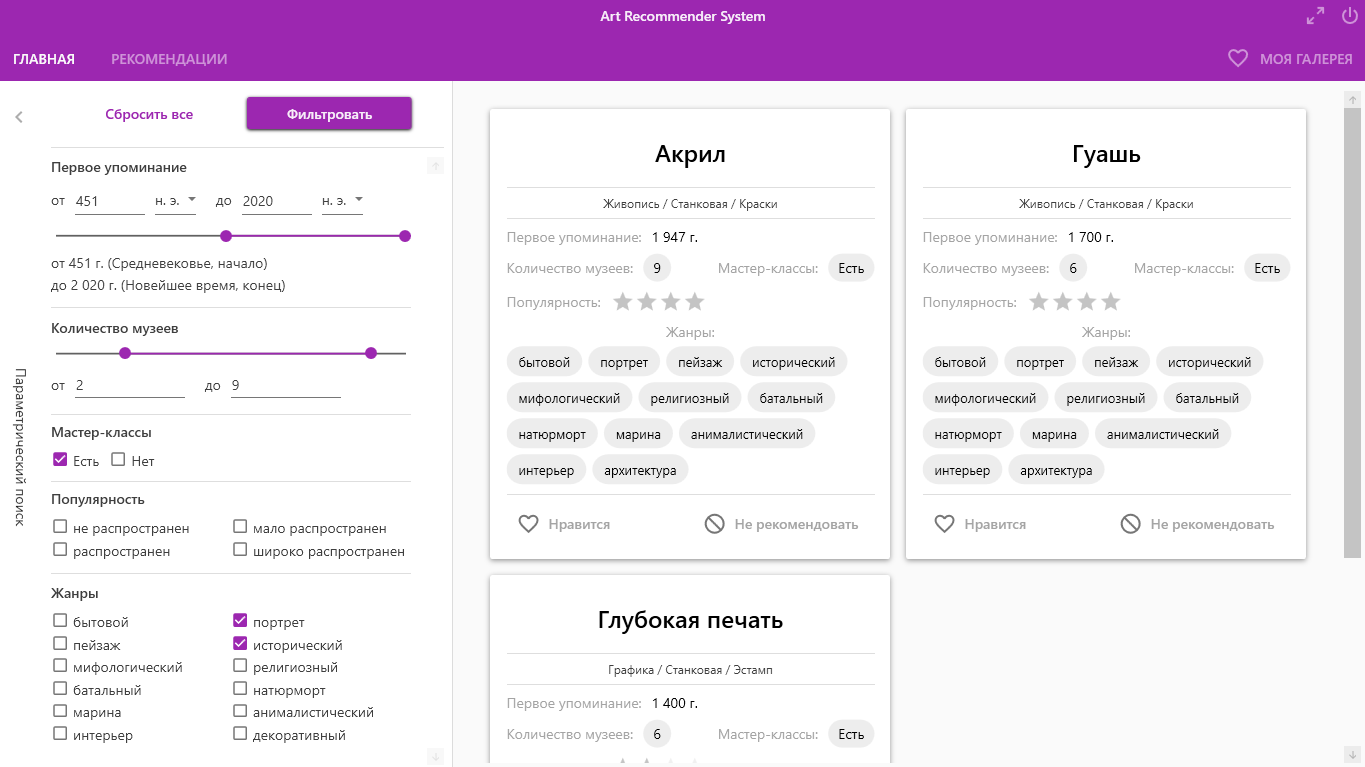 Art Recommender System
ГЛАВНАЯ РЕКОМЕНДАЦИИ МОЯ ГАЛЕРЕЯ
Сбросить все Фильтровать
Параметрический поиск
Первое упоминание
от 451 н. э. до 2020 н. э.
от 451 г. (Средневековье, начало)
до 2 020 г. (Новейшее время, конец)
Количество музеев
от 2 до 9
Мастер-классы
Есть Нет
Популярность
не распространен мало распространен
распространен широко распространен
Жанры
бытовой портрет
пейзаж исторический
мифологический религиозный
батальный натюрморт
марина анималистический
интерьер декоративный
Акрил
Живопись / Станковая / Краски
Первое упоминание: 1 947 г.
Количество музеев: 9 Мастер-классы: Есть
Популярность:
Жанры:
бытовой портрет пейзаж исторический
мифологический религиозный батальный
натюрморт марина анималистический
интерьер архитектура
Нравится Не рекомендовать
Гуашь
Живопись / Станковая / Краски
Первое упоминание: 1 700 г.
Количество музеев: 6 Мастер-классы: Есть
Популярность:
Жанры:
бытовой портрет пейзаж исторический
мифологический религиозный батальный
натюрморт марина анималистический
интерьер архитектура
Нравится Не рекомендовать
Глубокая печать
Графика / Станковая / Эстамп
Первое упоминание: 1 400 г.
Количество музеев: 6 Мастер-классы: Есть